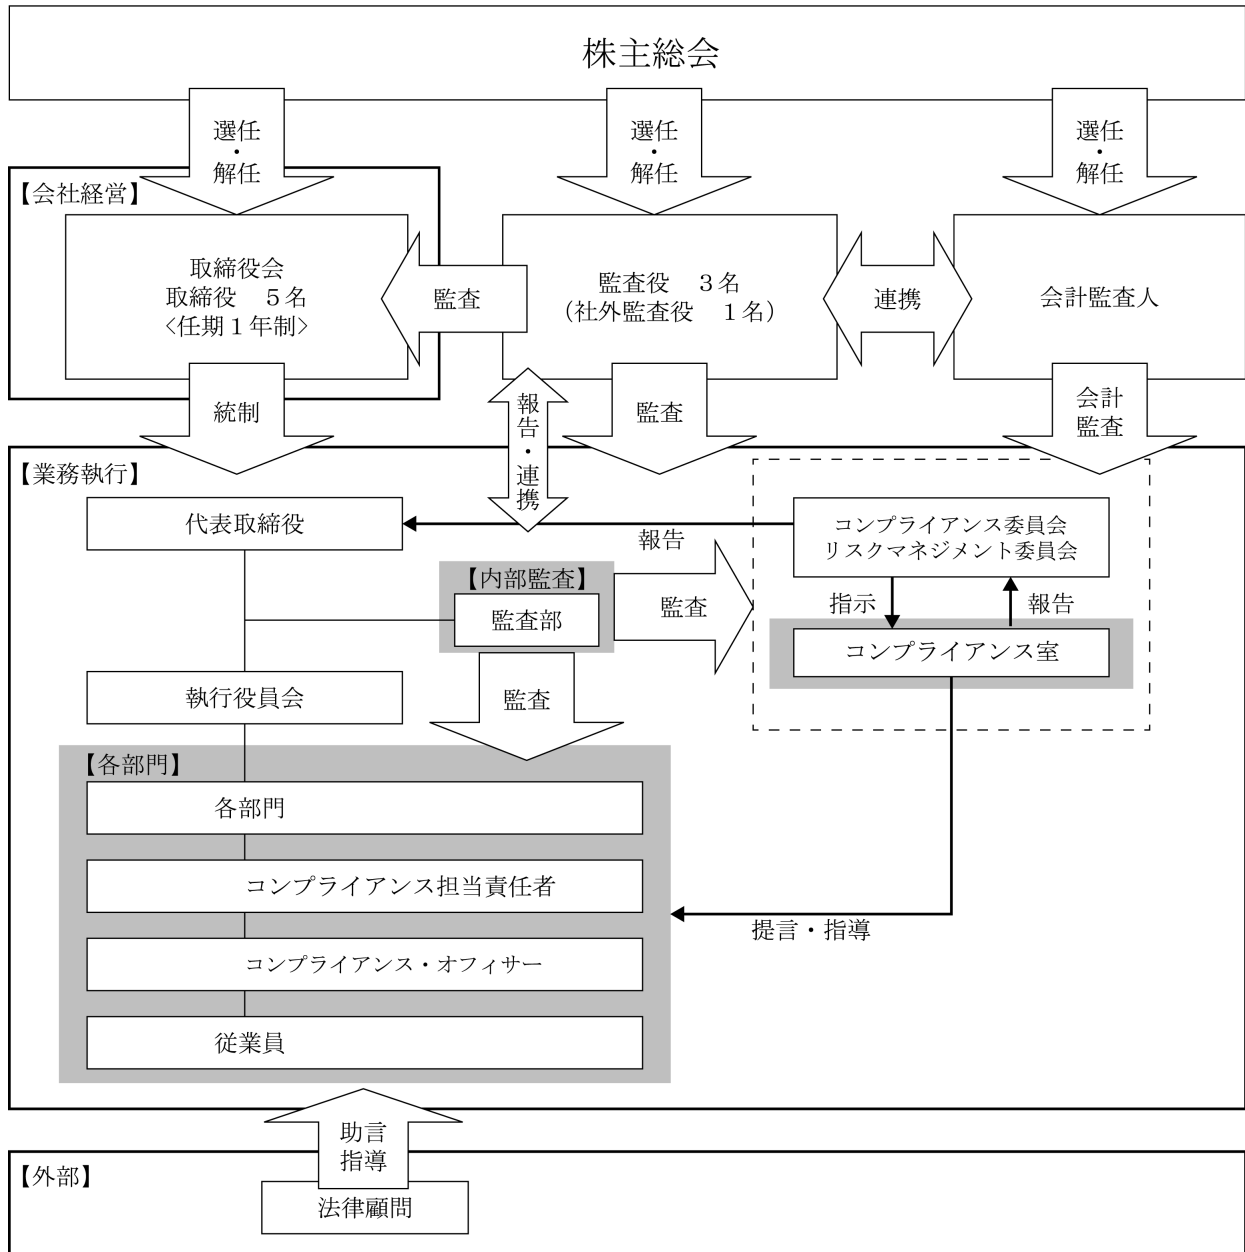 株主総会
選任
・
解任
選任
・
解任
選任
・
解任
【会社経営】
取締役会
取締役　５名
<任期１年制>
監査
監査役　３名
（社外監査役　１名）
連携
会計監査人
統制
報告・連携
監査
会計
監査
【業務執行】
代表取締役
報告
コンプライアンス委員会
リスクマネジメント委員会
【内部監査】
監査部
監査
指示
報告
コンプライアンス室
執行役員会
監査
【各部門】
各部門
コンプライアンス担当責任者
提言・指導
コンプライアンス・オフィサー
従業員
助言
指導
【外部】
法律顧問